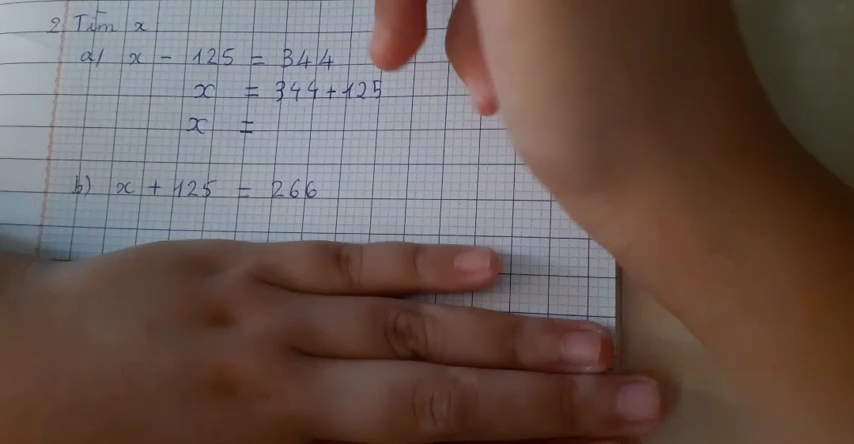 2 Tìm x
a) x - 125 = 344
x = 344+125
x =
b) x + 125 = 266